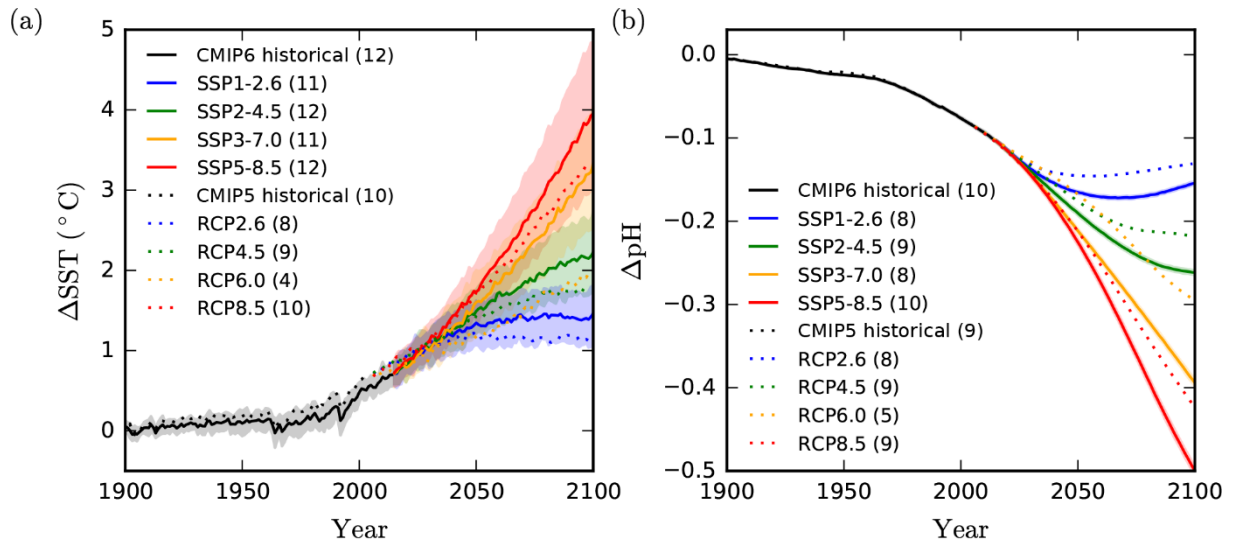 (a)
5
4
3
2
1
0
ΔSST (°C)
CMIP6 historical (12)
SSP1-2.6 (11)
SSP2-4.5 (12)
SSP3-7.0 (11)
SSP5-8.5 (12)
CMIP5 historical (10)
RCP2.6 (8)
RCP4.5 (9)
RCP6.0 (4)
RCP8.5 (10)
1900 1950 2000 2050 2100
Year
(b)
0.0
−0.1
−0.2
−0.3
−0.4
−0.5
ΔpH
CMIP6 historical (10)
SSP1-2.6 (8)
SSP2-4.5 (9)
SSP3-7.0 (8)
SSP5-8.5 (10)
CMIP5 historical (9)
RCP2.6 (8)
RCP4.5 (9)
RCP6.0 (5)
RCP8.5 (9)
1900 1950 2000 2050 2100
Year